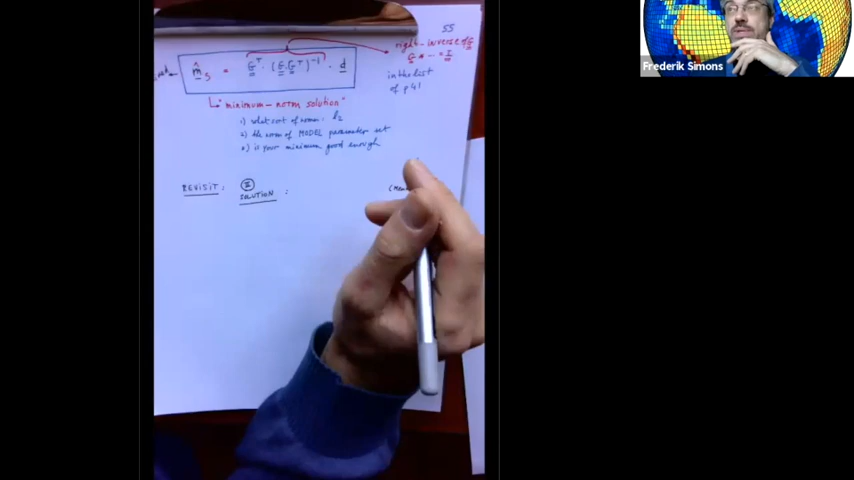 55
right-inverse of G
m̂S = Gᵀ · (G·Gᵀ)⁻¹ · d
G * ... = I
in the list
of p41
"minimum-norm solution"
1) what sort of norm: l2
2) the norm of MODEL parameter set
3) is your minimum good enough
REVISIT: I
SOLUTION :
Frederik Simons